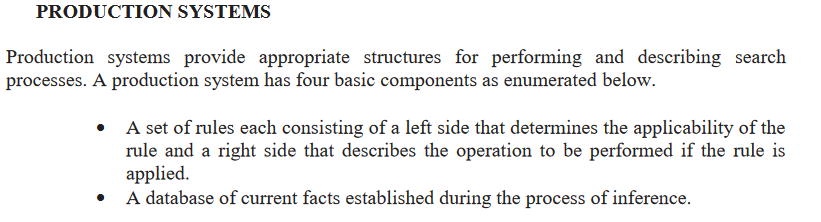 PRODUCTION SYSTEMS
Production systems provide appropriate structures for performing and describing search
processes. A production system has four basic components as enumerated below.
• A set of rules each consisting of a left side that determines the applicability of the
rule and a right side that describes the operation to be performed if the rule is
applied.
• A database of current facts established during the process of inference.